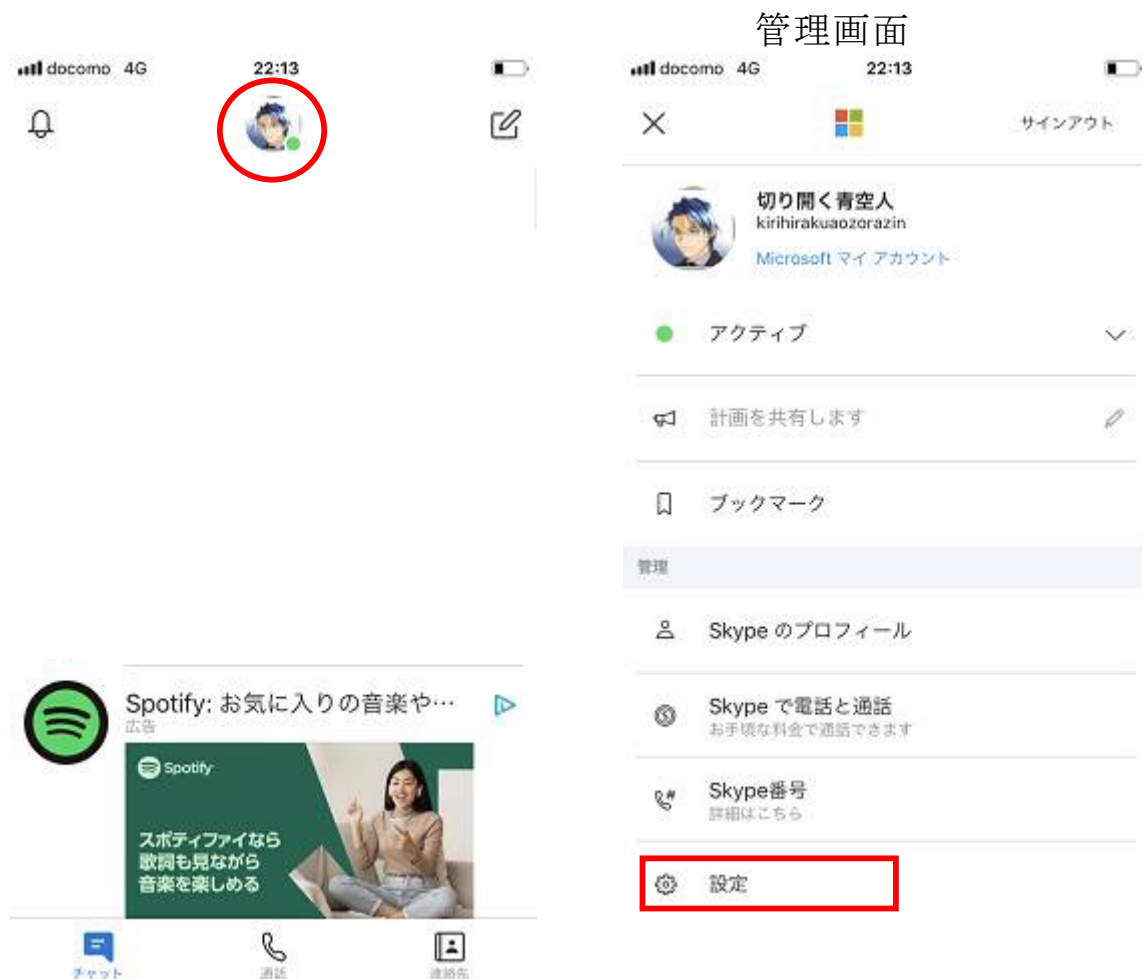 docomo 4G
22:13
Spotify: お気に入りの音楽や…
広告
Spotify
スポティファイなら
歌詞も見ながら
音楽を楽しめる
チャット
通話
連絡先
管理画面
docomo 4G
22:13
サインアウト
切り開く青空人
kirihirakuaozorazin
Microsoft マイ アカウント
アクティブ
計画を共有します
ブックマーク
管理
Skype のプロフィール
Skype で電話と通話
お手頃な料金で通話できます
Skype番号
詳細はこちら
設定